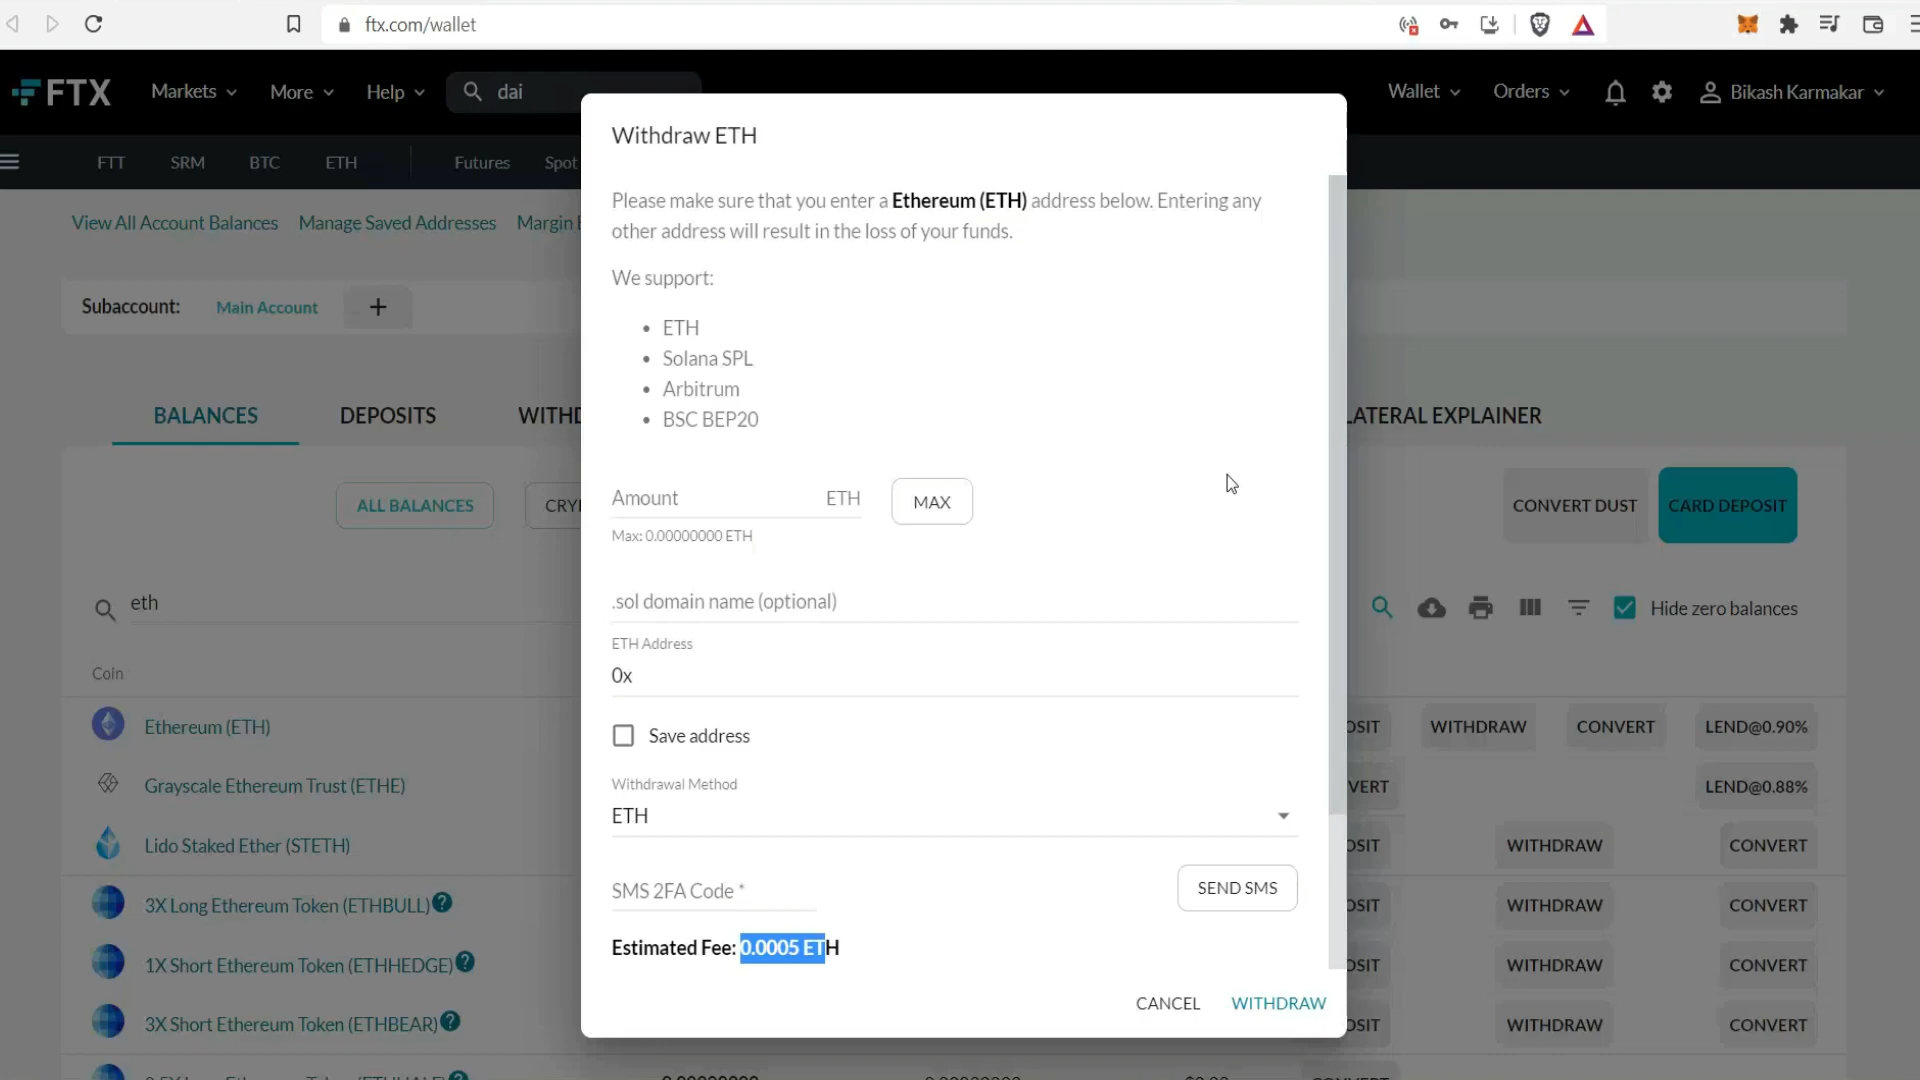 ftx.com/wallet
FTX Markets More Help dai Wallet Orders Bikash Karmakar
FTT SRM BTC ETH Futures Spot
View All Account Balances Manage Saved Addresses Margin
Subaccount: Main Account +
BALANCES DEPOSITS WITHD LATERAL EXPLAINER
ALL BALANCES CRY CONVERT DUST CARD DEPOSIT
eth Hide zero balances
Coin
Ethereum (ETH) OSIT WITHDRAW CONVERT LEND@0.90%
Grayscale Ethereum Trust (ETHE) VERT LEND@0.88%
Lido Staked Ether (STETH) OSIT WITHDRAW CONVERT
3X Long Ethereum Token (ETHBULL) ? OSIT WITHDRAW CONVERT
1X Short Ethereum Token (ETHHEDGE) ? OSIT WITHDRAW CONVERT
3X Short Ethereum Token (ETHBEAR) ? OSIT WITHDRAW CONVERT
Withdraw ETH
Please make sure that you enter a Ethereum (ETH) address below. Entering any
other address will result in the loss of your funds.
We support:
• ETH
• Solana SPL
• Arbitrum
• BSC BEP20
Amount ETH MAX
Max: 0.00000000 ETH
.sol domain name (optional)
ETH Address
0x
Save address
Withdrawal Method
ETH
SMS 2FA Code * SEND SMS
Estimated Fee: 0.0005 ETH
CANCEL WITHDRAW